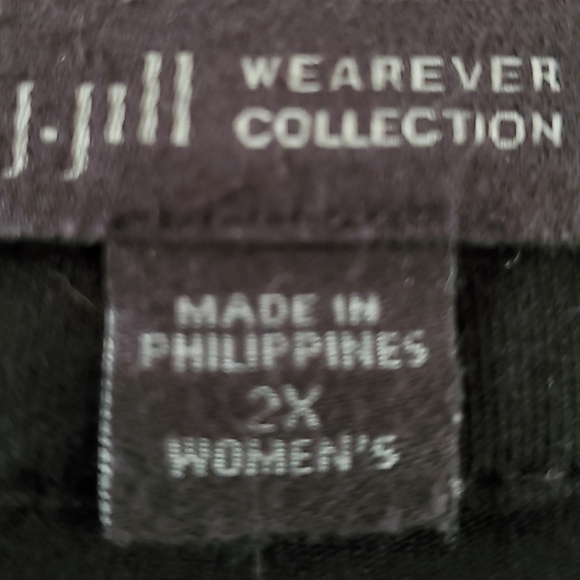 j.jill WEAREVER
COLLECTION
MADE IN
PHILIPPINES
2X
WOMEN'S